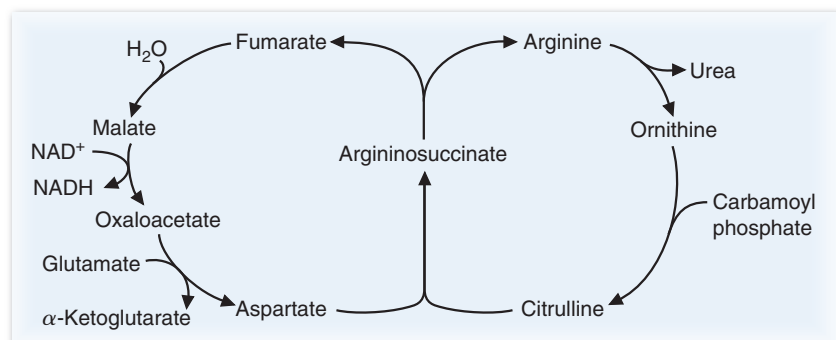 H₂O
Fumarate
Arginine
Urea
Malate
Ornithine
NAD⁺
Argininosuccinate
NADH
Carbamoyl
phosphate
Oxaloacetate
Glutamate
α-Ketoglutarate
Aspartate
Citrulline